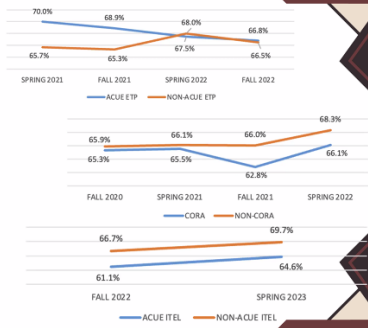 70.0%
68.9%
68.0%
66.8%
65.7%
65.3%
67.5%
66.5%
SPRING 2021 FALL 2021 SPRING 2022 FALL 2022
ACUE ETP NON-ACUE ETP
68.3%
65.9% 66.1% 66.0%
65.3% 65.5% 62.8% 66.1%
FALL 2020 SPRING 2021 FALL 2021 SPRING 2022
CORA NON-CORA
69.7%
66.7%
61.1% 64.6%
FALL 2022 SPRING 2023
ACUE ITEL NON-ACUE ITEL